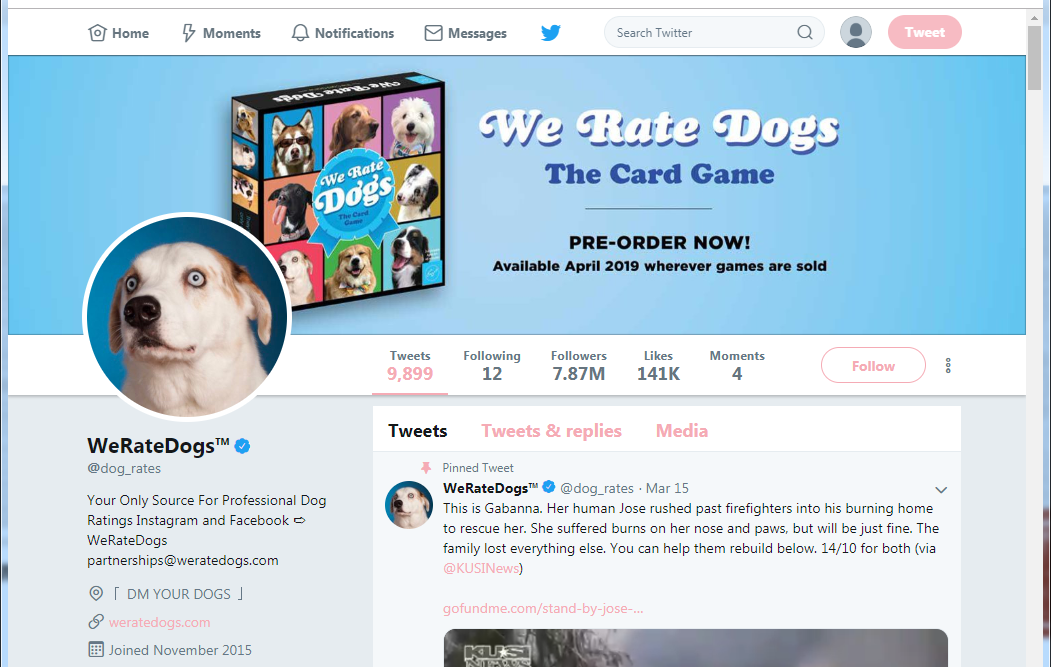 Home
Moments
Notifications
Messages
Search Twitter
Tweet
We Rate Dogs
We Rate Dogs
The Card Game
We Rate Dogs
The Card Game
PRE-ORDER NOW!
Available April 2019 wherever games are sold
Tweets
Following
Followers
Likes
Moments
9,899
12
7.87M
141K
4
Follow
WeRateDogs™
@dog_rates
Your Only Source For Professional Dog
Ratings Instagram and Facebook ➪
WeRateDogs
partnerships@weratedogs.com
「 DM YOUR DOGS 」
weratedogs.com
Joined November 2015
Tweets
Tweets & replies
Media
Pinned Tweet
WeRateDogs™ @dog_rates · Mar 15
This is Gabanna. Her human Jose rushed past firefighters into his burning home
to rescue her. She suffered burns on her nose and paws, but will be just fine. The
family lost everything else. You can help them rebuild below. 14/10 for both (via
@KUSINews)
gofundme.com/stand-by-jose-...
KUSI
NEWS